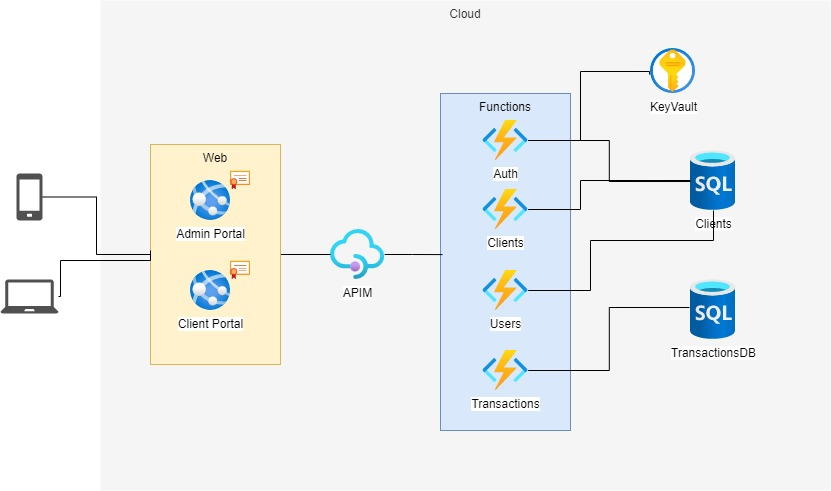 Cloud
Functions
KeyVault
Web
Auth
SQL
Admin Portal
Clients
Clients
APIM
Client Portal
Users
SQL
TransactionsDB
Transactions